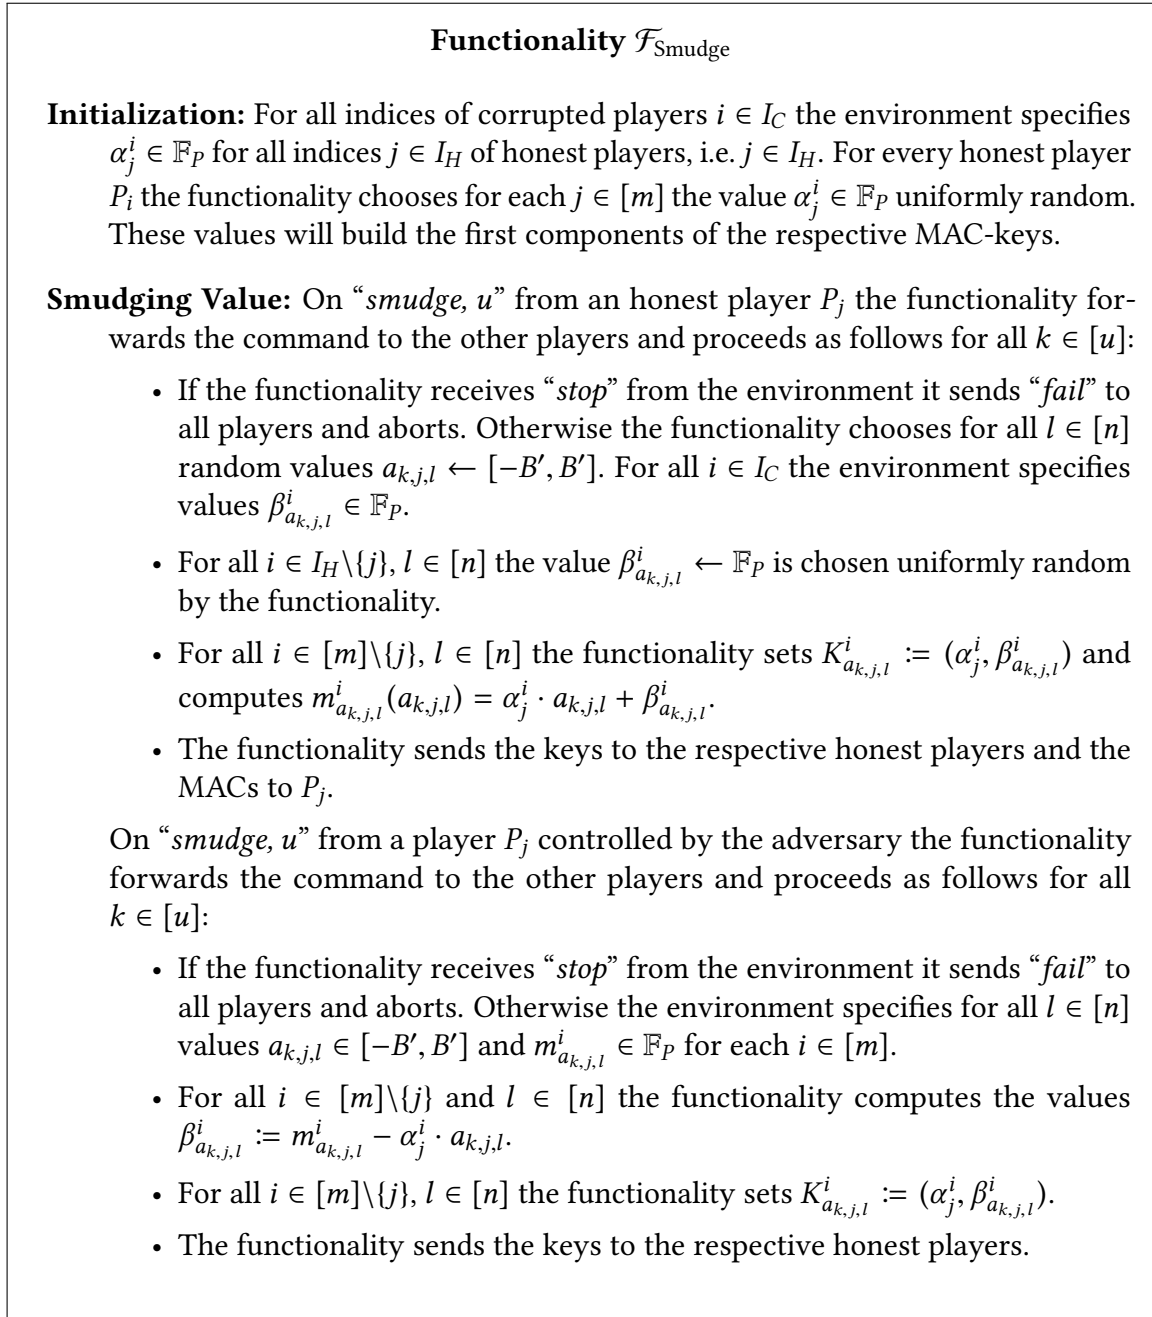 Functionality ℱ_Smudge
Initialization: For all indices of corrupted players i ∈ I_C the environment specifies
α_j^i ∈ 𝔽_P for all indices j ∈ I_H of honest players, i.e. j ∈ I_H. For every honest player
P_i the functionality chooses for each j ∈ [m] the value α_j^i ∈ 𝔽_P uniformly random.
These values will build the first components of the respective MAC-keys.
Smudging Value: On “smudge, u” from an honest player P_j the functionality for-
wards the command to the other players and proceeds as follows for all k ∈ [u]:
• If the functionality receives “stop” from the environment it sends “fail” to
all players and aborts. Otherwise the functionality chooses for all l ∈ [n]
random values a_{k,j,l} ← [−B′, B′]. For all i ∈ I_C the environment specifies
values β^i_{a_{k,j,l}} ∈ 𝔽_P.
• For all i ∈ I_H\{j}, l ∈ [n] the value β^i_{a_{k,j,l}} ← 𝔽_P is chosen uniformly random
by the functionality.
• For all i ∈ [m]\{j}, l ∈ [n] the functionality sets K^i_{a_{k,j,l}} := (α_j^i, β^i_{a_{k,j,l}}) and
computes m^i_{a_{k,j,l}}(a_{k,j,l}) = α_j^i · a_{k,j,l} + β^i_{a_{k,j,l}}.
• The functionality sends the keys to the respective honest players and the
MACs to P_j.
On “smudge, u” from a player P_j controlled by the adversary the functionality
forwards the command to the other players and proceeds as follows for all
k ∈ [u]:
• If the functionality receives “stop” from the environment it sends “fail” to
all players and aborts. Otherwise the environment specifies for all l ∈ [n]
values a_{k,j,l} ∈ [−B′, B′] and m^i_{a_{k,j,l}} ∈ 𝔽_P for each i ∈ [m].
• For all i ∈ [m]\{j} and l ∈ [n] the functionality computes the values
β^i_{a_{k,j,l}} := m^i_{a_{k,j,l}} − α_j^i · a_{k,j,l}.
• For all i ∈ [m]\{j}, l ∈ [n] the functionality sets K^i_{a_{k,j,l}} := (α_j^i, β^i_{a_{k,j,l}}).
• The functionality sends the keys to the respective honest players.